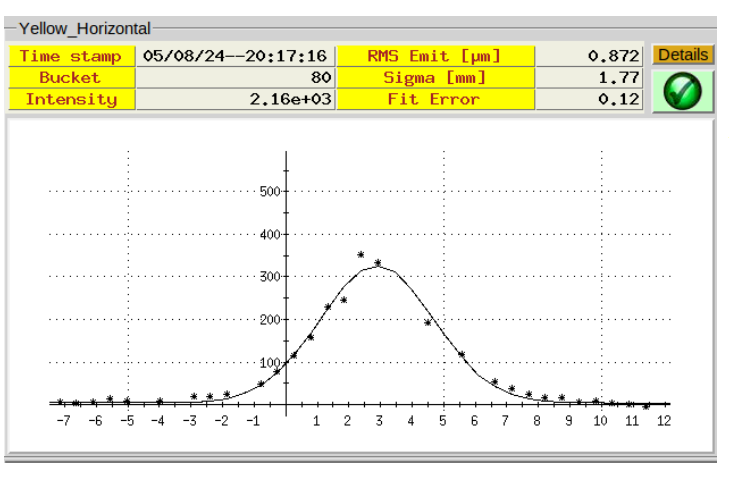 Yellow_Horizontal
Time stamp 05/08/24--20:17:16 RMS Emit [µm] 0.872 Details
Bucket 80 Sigma [mm] 1.77
Intensity 2.16e+03 Fit Error 0.12
500
400
300
200
100
-7 -6 -5 -4 -3 -2 -1 1 2 3 4 5 6 7 8 9 10 11 12